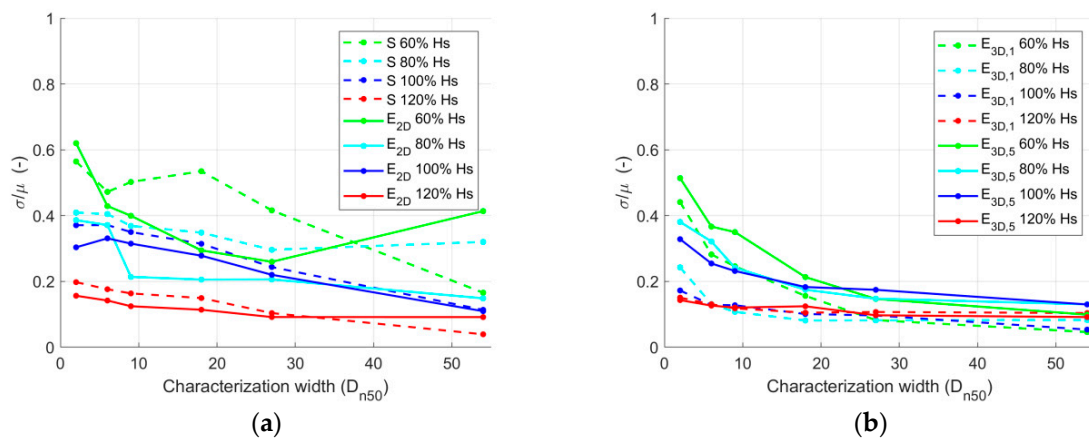 1
0.8
0.6
0.4
0.2
0
σ/μ (-)
0 10 20 30 40 50
Characterization width (Dn50)
S 60% Hs
S 80% Hs
S 100% Hs
S 120% Hs
E2D 60% Hs
E2D 80% Hs
E2D 100% Hs
E2D 120% Hs
(a)
1
0.8
0.6
0.4
0.2
0
σ/μ (-)
0 10 20 30 40 50
Characterization width (Dn50)
E3D,1 60% Hs
E3D,1 80% Hs
E3D,1 100% Hs
E3D,1 120% Hs
E3D,5 60% Hs
E3D,5 80% Hs
E3D,5 100% Hs
E3D,5 120% Hs
(b)